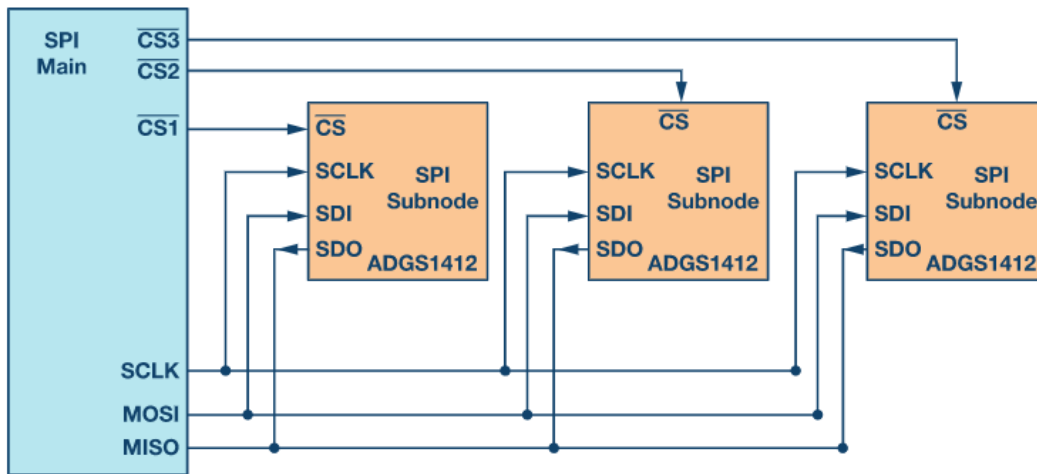 SPI
Main
CS3
CS2
CS1
SCLK
MOSI
MISO
CS
SCLK
SPI
Subnode
SDI
SDO
ADGS1412
CS
SCLK
SPI
Subnode
SDI
SDO
ADGS1412
CS
SCLK
SPI
Subnode
SDI
SDO
ADGS1412